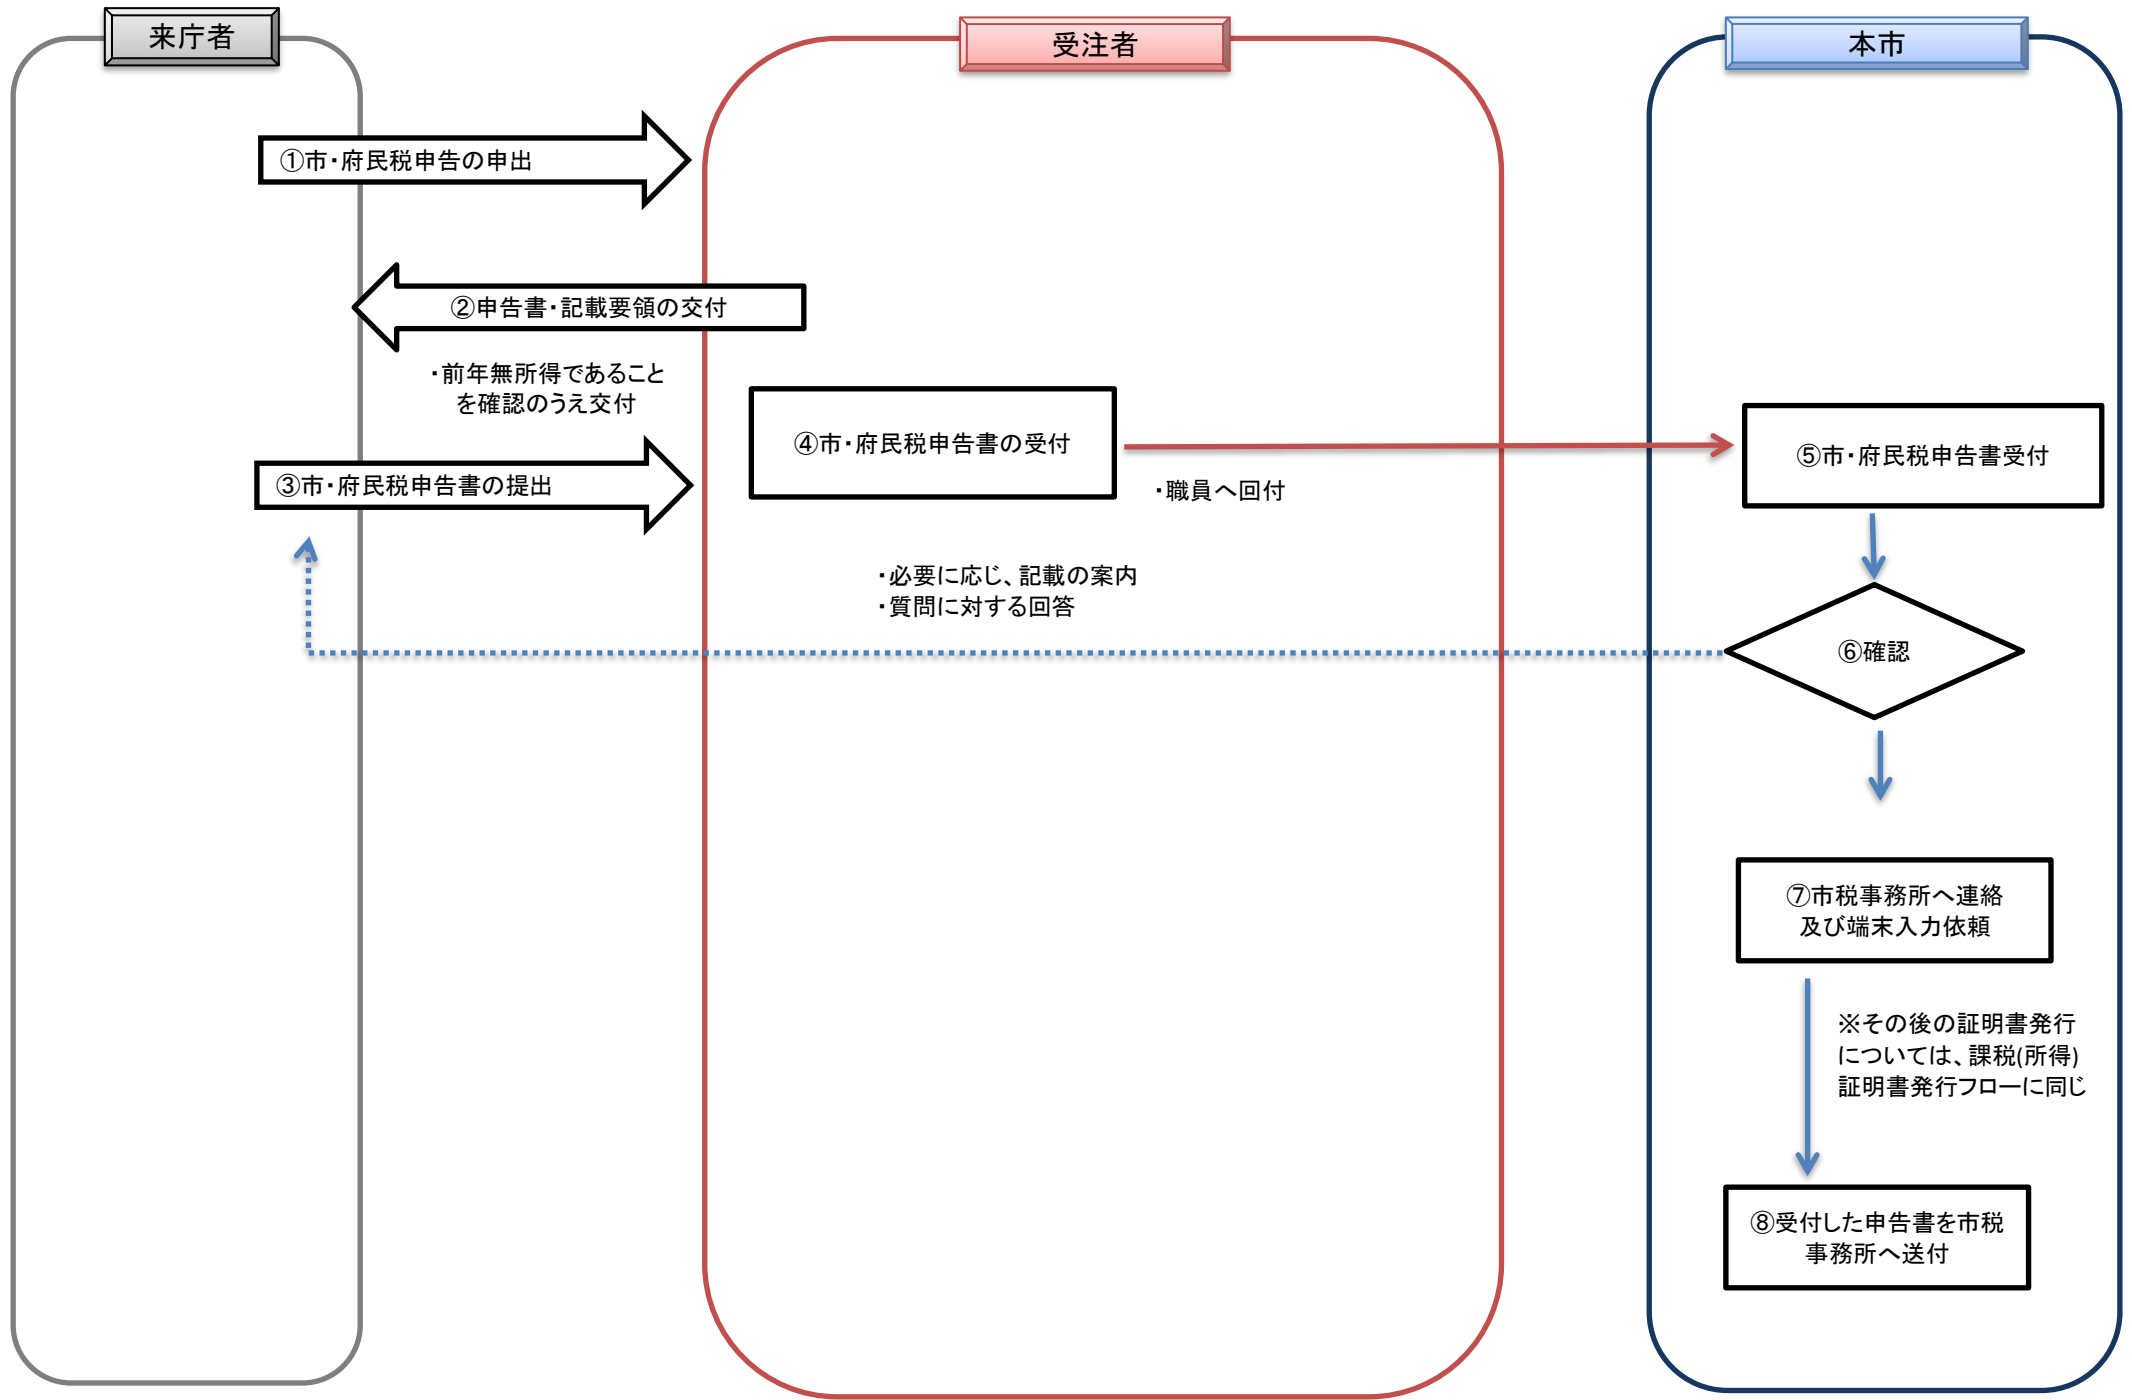 来庁者
受注者
本市
①市・府民税申告の申出
②申告書・記載要領の交付
・前年無所得であること
を確認のうえ交付
③市・府民税申告書の提出
④市・府民税申告書の受付
・職員へ回付
⑤市・府民税申告書受付
・必要に応じ、記載の案内
・質問に対する回答
⑥確認
⑦市税事務所へ連絡
及び端末入力依頼
※その後の証明書発行
については、課税(所得)
証明書発行フローに同じ
⑧受付した申告書を市税
事務所へ送付